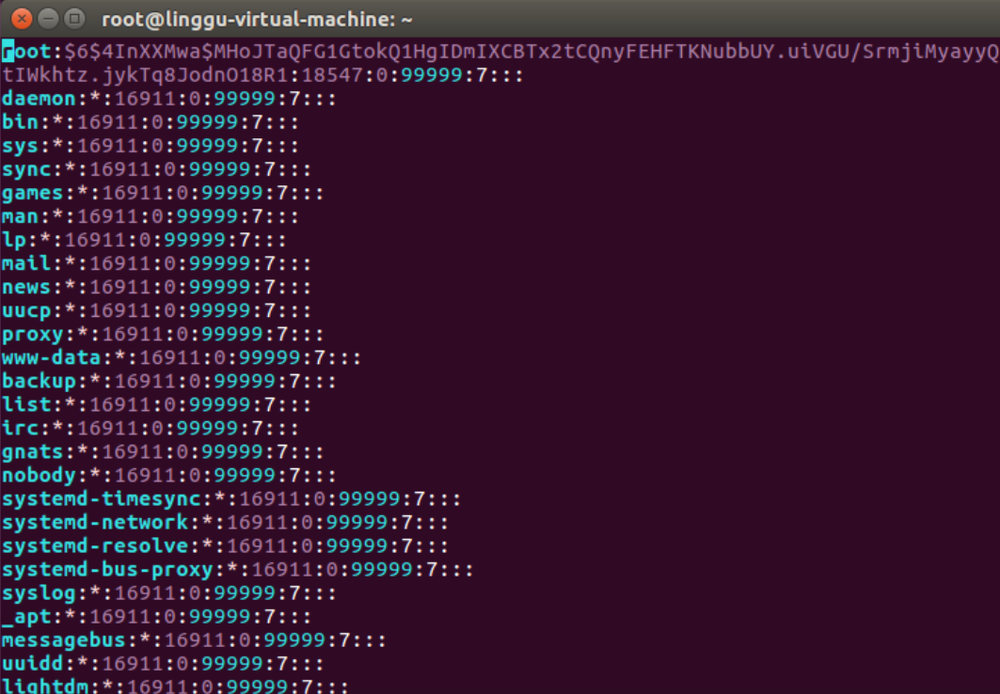 root@linggu-virtual-machine: ~
root:$6$4InXXMwa$MHoJTaQFG1GtokQ1HgIDmIXCBTx2tCQnyFEHFTKNubbUY.uiVGU/SrmjiMyayyQ
tIWkhtz.jykTq8JodnO18R1:18547:0:99999:7:::
daemon:*:16911:0:99999:7:::
bin:*:16911:0:99999:7:::
sys:*:16911:0:99999:7:::
sync:*:16911:0:99999:7:::
games:*:16911:0:99999:7:::
man:*:16911:0:99999:7:::
lp:*:16911:0:99999:7:::
mail:*:16911:0:99999:7:::
news:*:16911:0:99999:7:::
uucp:*:16911:0:99999:7:::
proxy:*:16911:0:99999:7:::
www-data:*:16911:0:99999:7:::
backup:*:16911:0:99999:7:::
list:*:16911:0:99999:7:::
irc:*:16911:0:99999:7:::
gnats:*:16911:0:99999:7:::
nobody:*:16911:0:99999:7:::
systemd-timesync:*:16911:0:99999:7:::
systemd-network:*:16911:0:99999:7:::
systemd-resolve:*:16911:0:99999:7:::
systemd-bus-proxy:*:16911:0:99999:7:::
syslog:*:16911:0:99999:7:::
_apt:*:16911:0:99999:7:::
messagebus:*:16911:0:99999:7:::
uuidd:*:16911:0:99999:7:::
lightdm:*:16911:0:99999:7:::